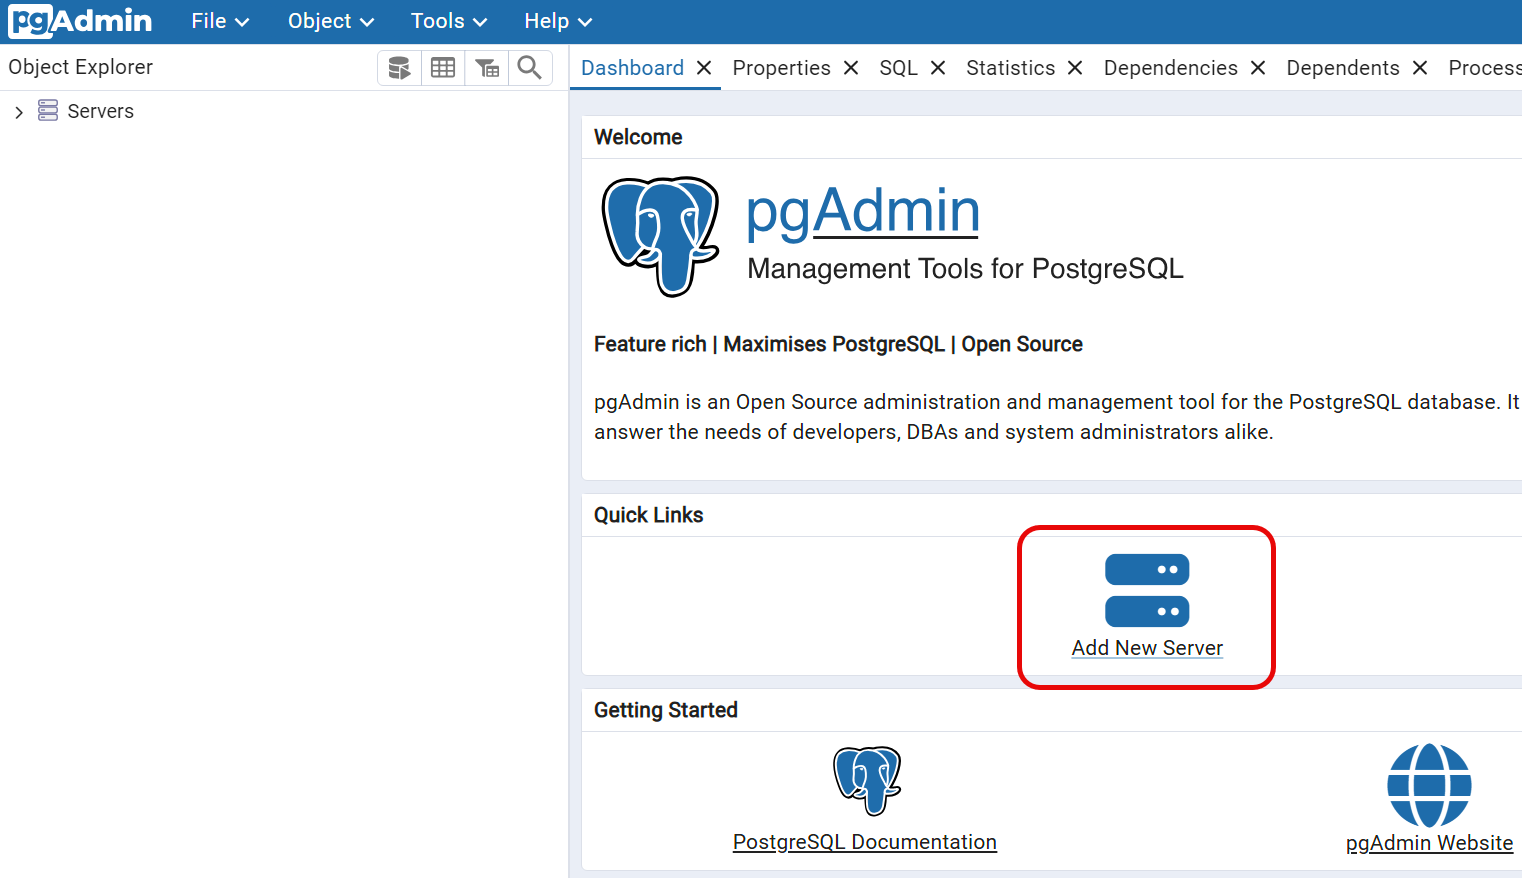 pgAdmin File Object Tools Help
Object Explorer
Servers
Dashboard Properties SQL Statistics Dependencies Dependents Process
Welcome
pgAdmin
Management Tools for PostgreSQL
Feature rich | Maximises PostgreSQL | Open Source
pgAdmin is an Open Source administration and management tool for the PostgreSQL database. It
answer the needs of developers, DBAs and system administrators alike.
Quick Links
Add New Server
Getting Started
PostgreSQL Documentation
pgAdmin Website